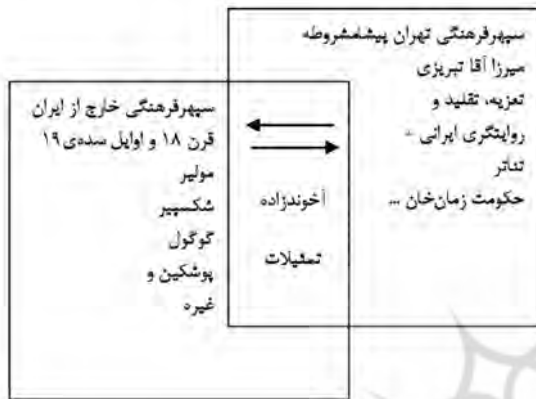 سپهرفرهنگی تهران پیشامشروطه
میرزا آقا تبریزی
تعزیه، تقلید و
روایتگری ایرانی -
تئاتر
حکومت زمان‌خان ...
آخوندزاده
تمثیلات
سپهرفرهنگی خارج از ایران
قرن ۱۸ و اوایل سده‌ی ۱۹
مولیر
شکسپیر
گوگول
پوشکین و
غیره